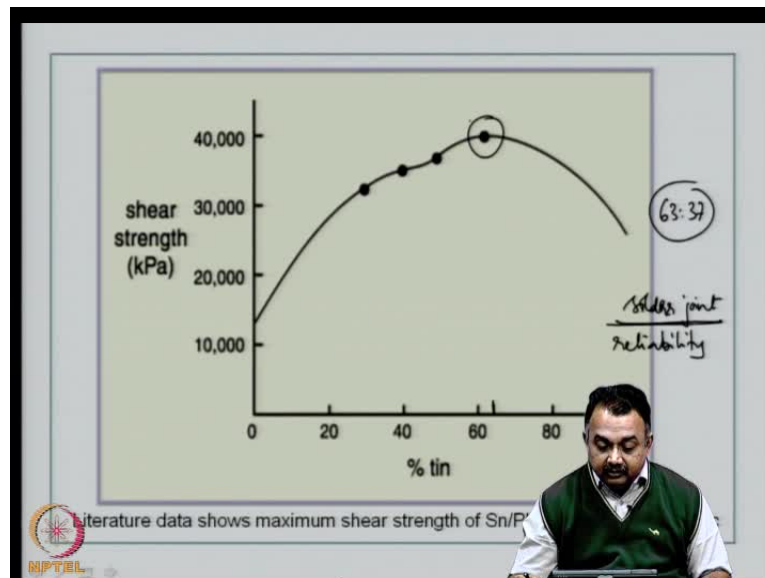 40,000
shear
strength
(kPa)
30,000
20,000
10,000
0
20
40
60
80
% tin
63:37
solder joint
reliability
Literature data shows maximum shear strength of Sn/P
NPTEL